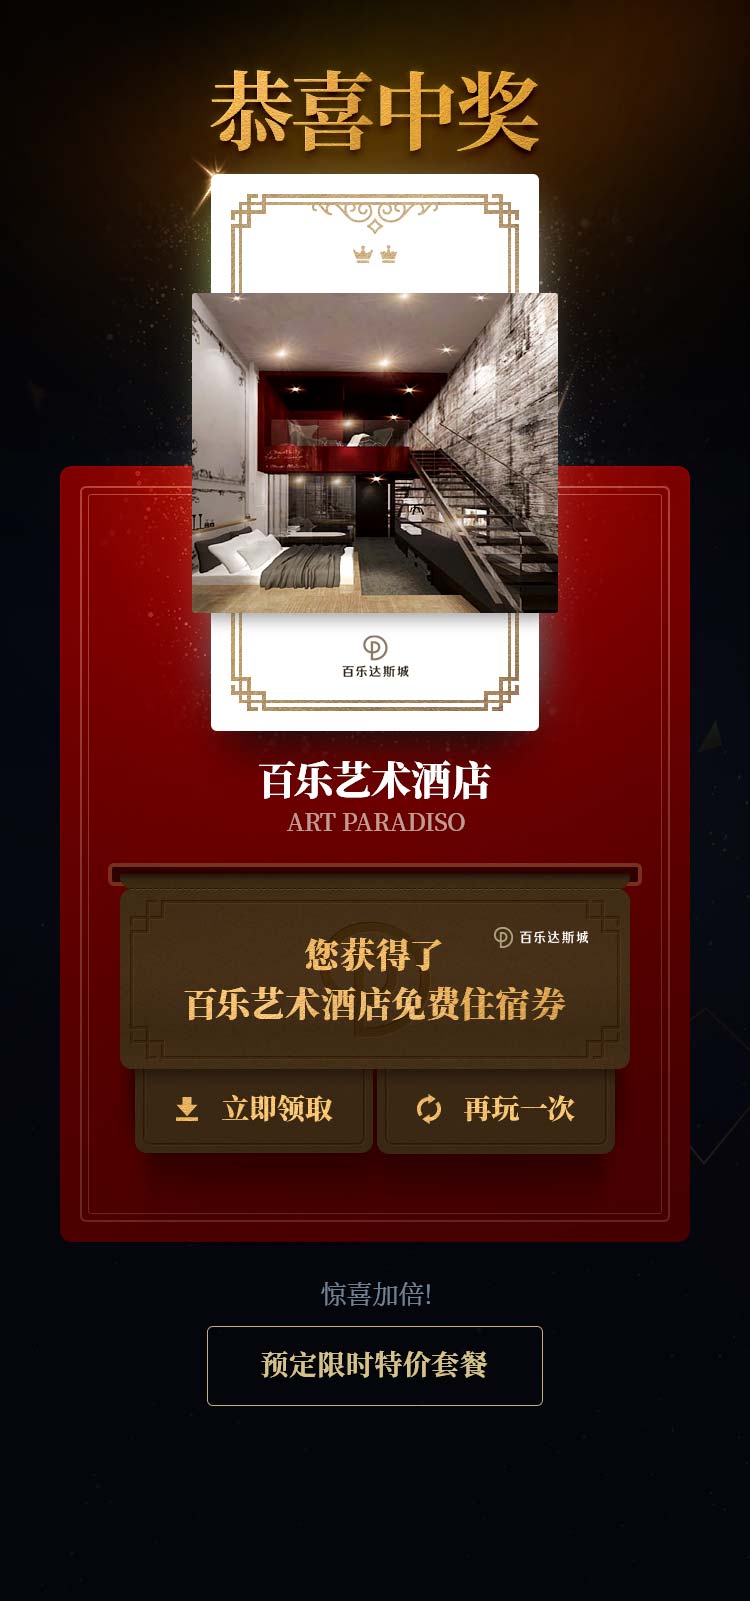 恭喜中奖
百乐达斯城
百乐艺术酒店
ART PARADISO
百乐达斯城
您获得了
百乐艺术酒店免费住宿券
立即领取
再玩一次
惊喜加倍!
预定限时特价套餐